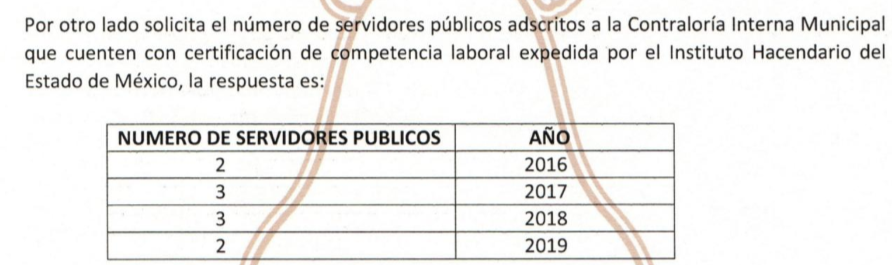 Por otro lado solicita el número de servidores públicos adscritos a la Contraloría Interna Municipal
que cuenten con certificación de competencia laboral expedida por el Instituto Hacendario del
Estado de México, la respuesta es:
NUMERO DE SERVIDORES PUBLICOS AÑO
2 2016
3 2017
3 2018
2 2019